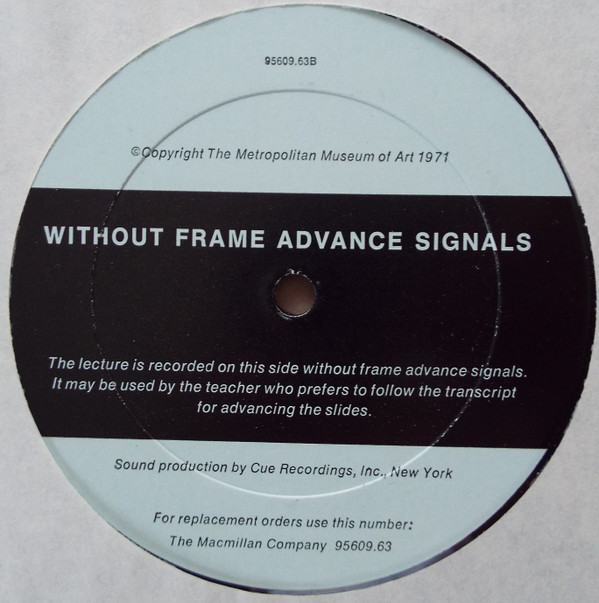 95609.63B
©Copyright The Metropolitan Museum of Art 1971
WITHOUT FRAME ADVANCE SIGNALS
The lecture is recorded on this side without frame advance signals.
It may be used by the teacher who prefers to follow the transcript
for advancing the slides.
Sound production by Cue Recordings, Inc., New York
For replacement orders use this number:
The Macmillan Company 95609.63